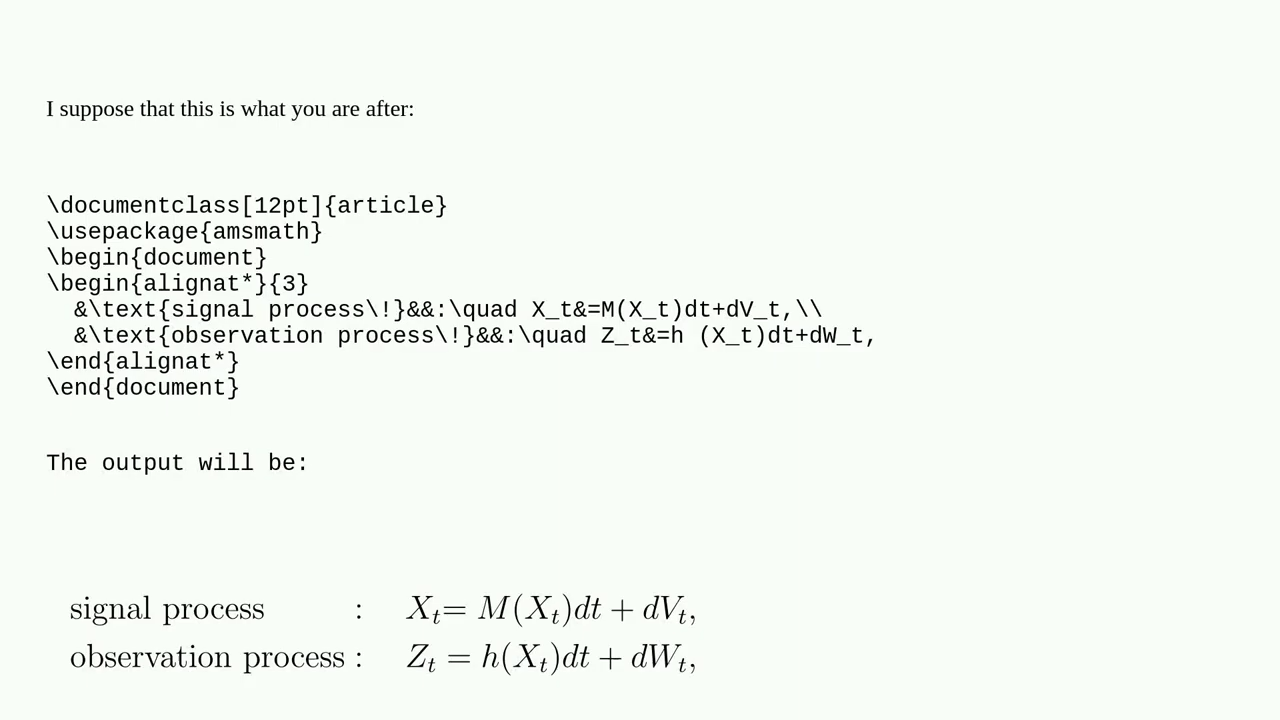 I suppose that this is what you are after:
\documentclass[12pt]{article}
\usepackage{amsmath}
\begin{document}
\begin{alignat*}{3}
  &\text{signal process\!}&&:\quad X_t&=M(X_t)dt+dV_t,\\
  &\text{observation process\!}&&:\quad Z_t&=h (X_t)dt+dW_t,
\end{alignat*}
\end{document}
The output will be:
signal process : X_t= M(X_t)dt + dV_t,
observation process : Z_t = h(X_t)dt + dW_t,